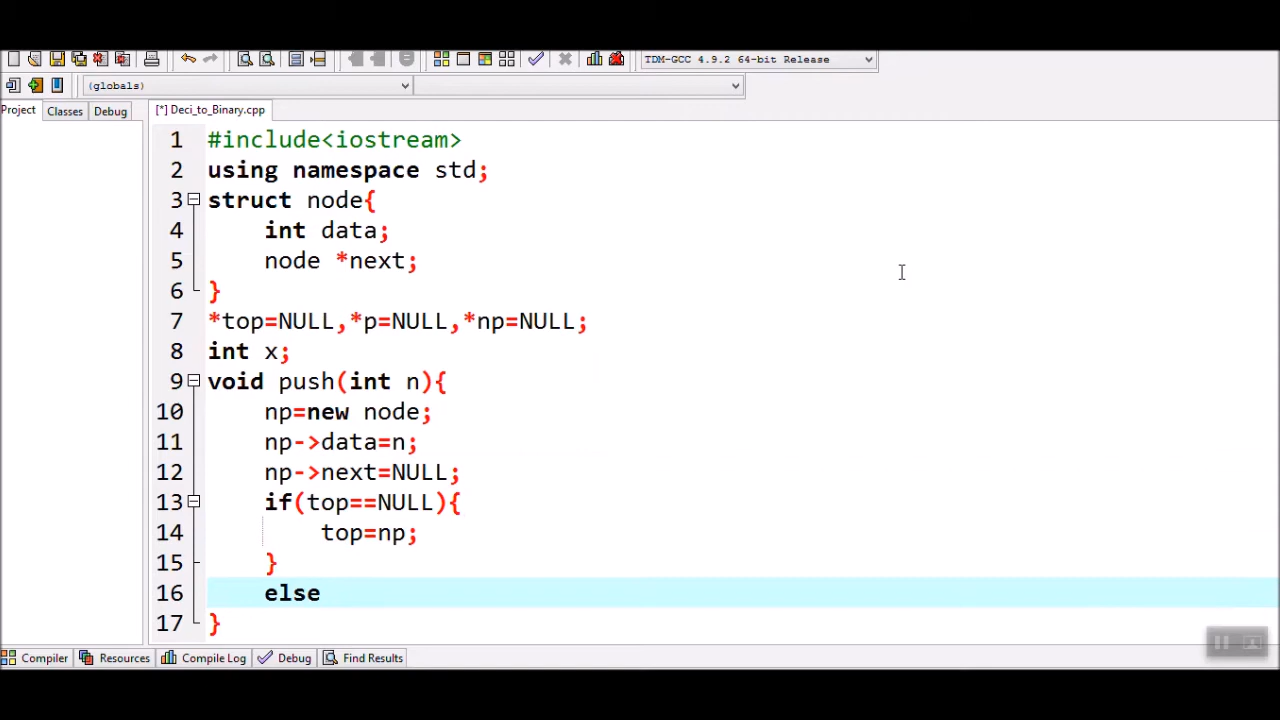 TDM-GCC 4.9.2 64-bit Release
(globals)
Project Classes Debug [*] Deci_to_Binary.cpp
1 #include<iostream>
2 using namespace std;
3 struct node{
4 int data;
5 node *next;
6 }
7 *top=NULL,*p=NULL,*np=NULL;
8 int x;
9 void push(int n){
10 np=new node;
11 np->data=n;
12 np->next=NULL;
13 if(top==NULL){
14 top=np;
15 }
16 else
17 }
Compiler Resources Compile Log Debug Find Results